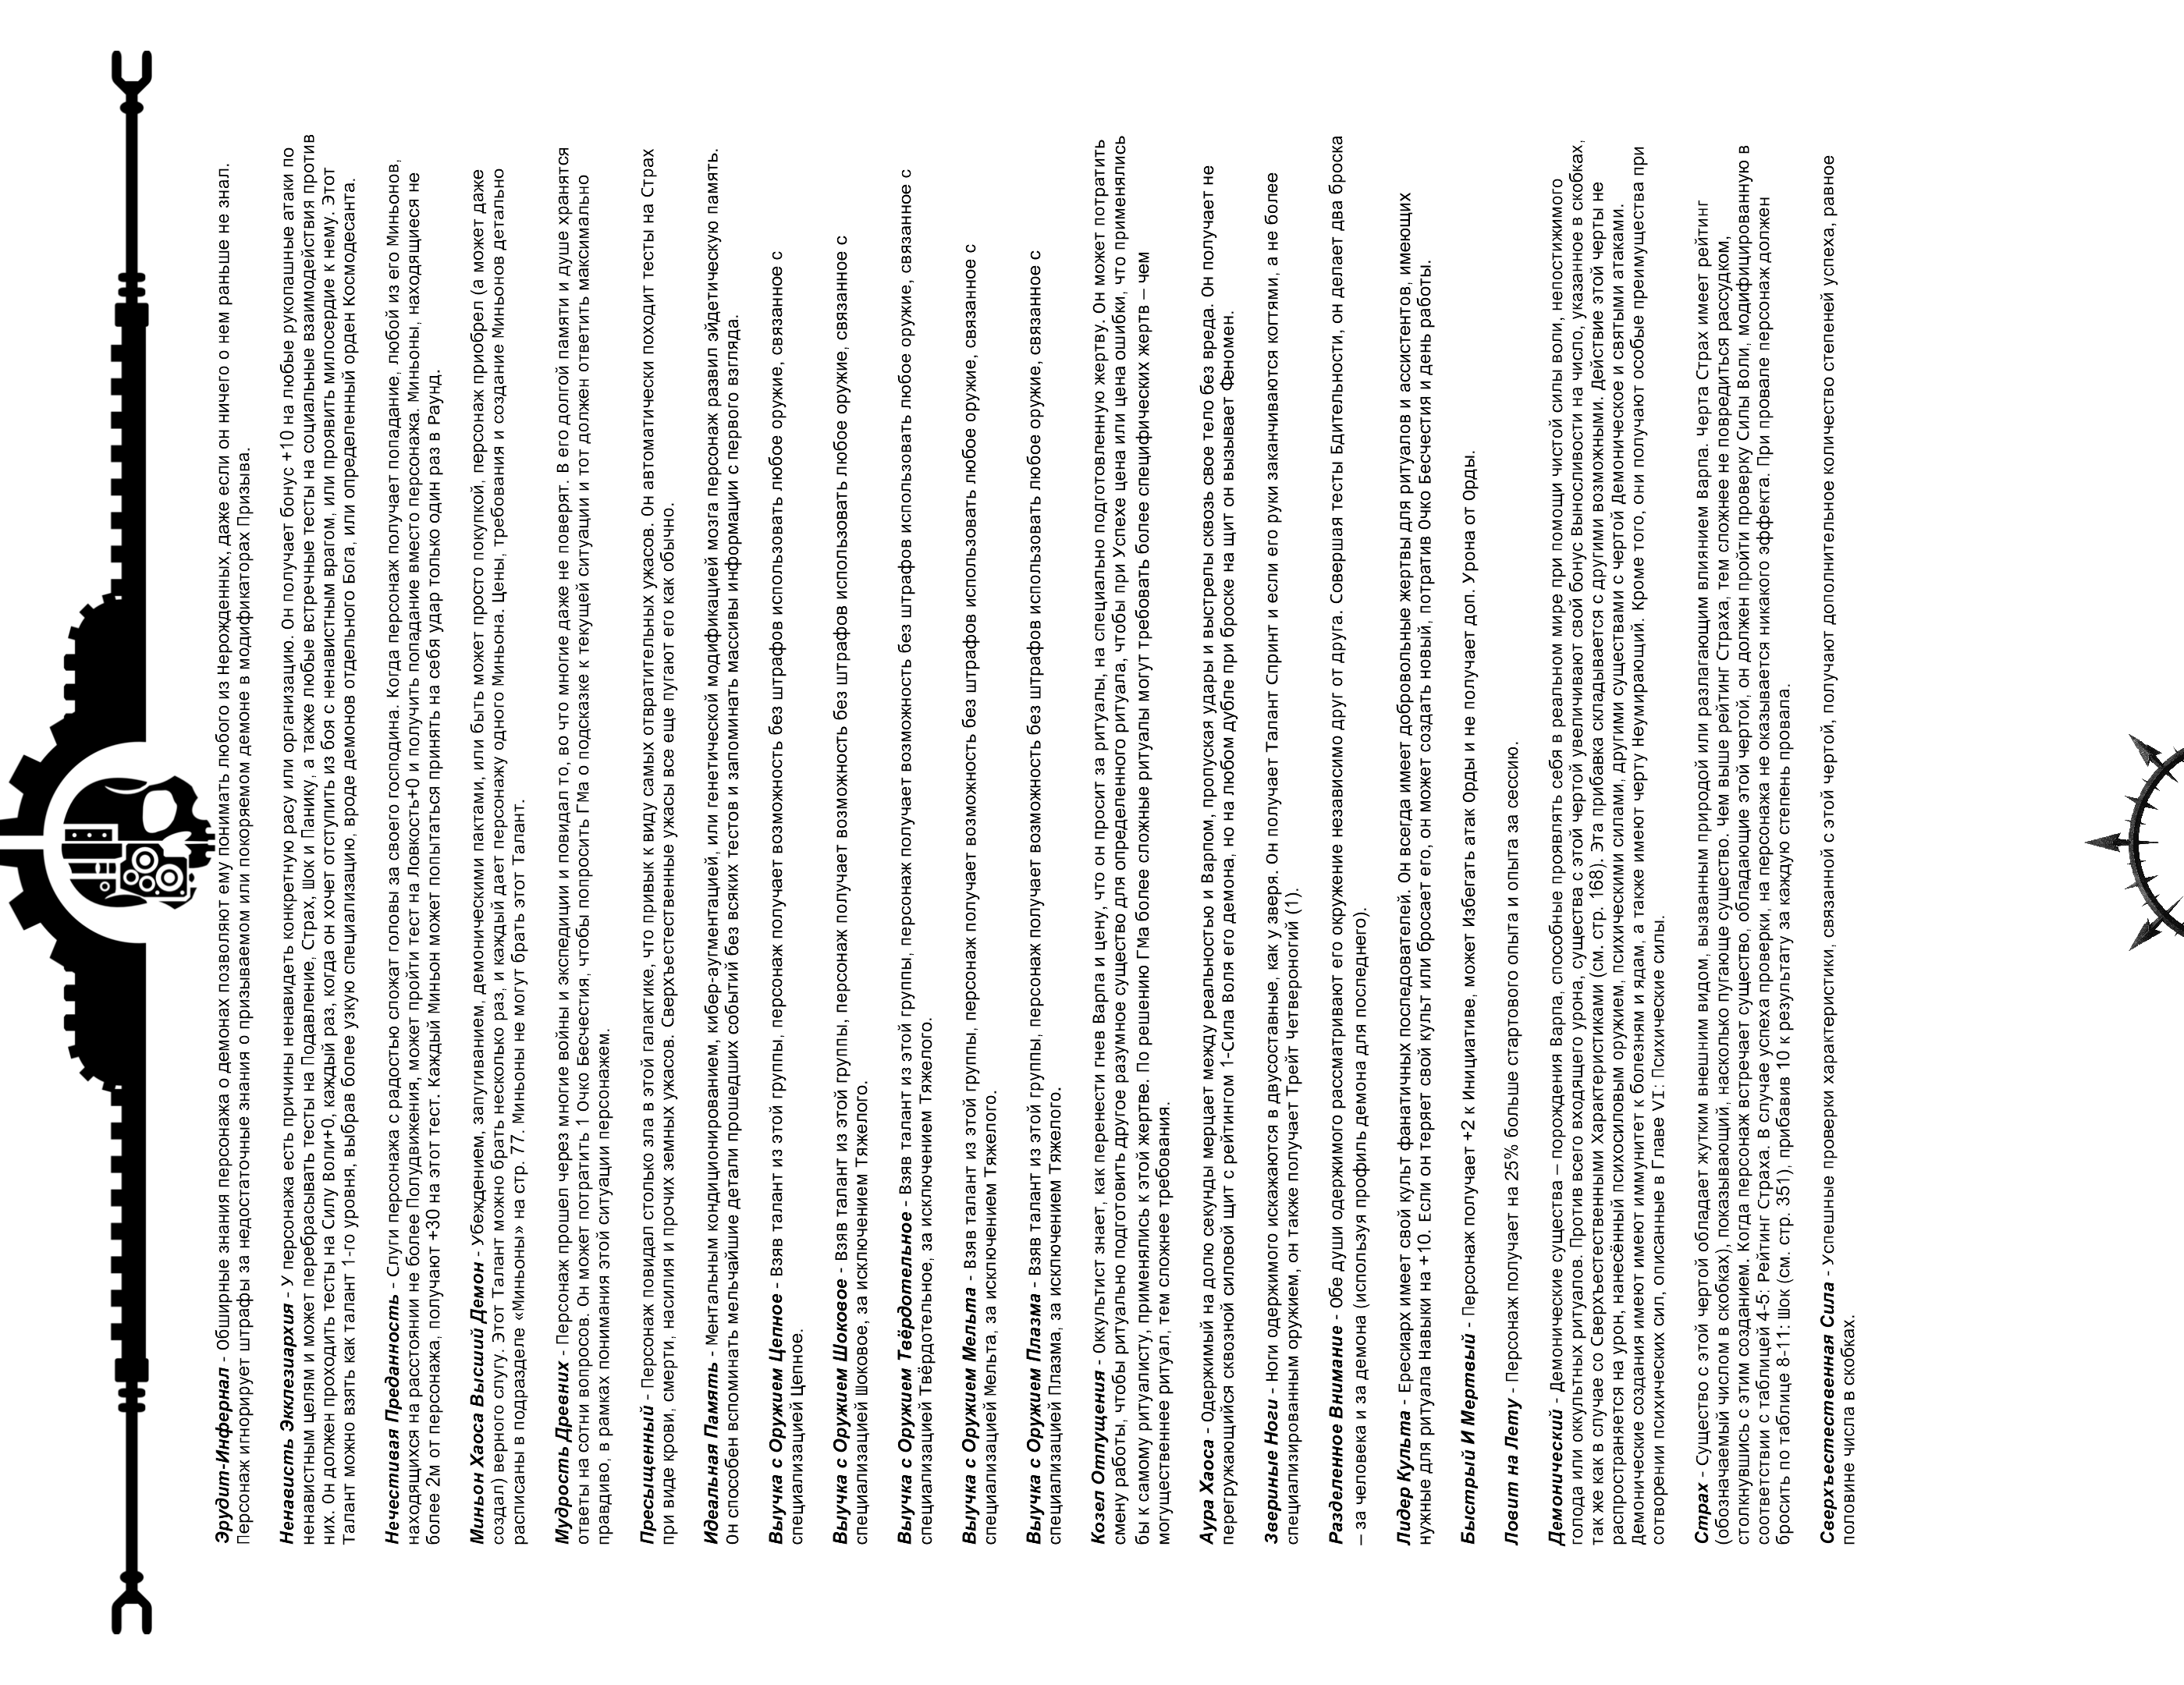 Эрудит-Инфернал - Обширные знания персонажа о демонах позволяют ему понимать любого из Нерожденных, даже если он ничего о нем раньше не знал.
Персонаж игнорирует штрафы за недостаточные знания о призываемом или покоряемом демоне в модификаторах Призыва.
Ненависть Экклезиархия - У персонажа есть причины ненавидеть конкретную расу или организацию. Он получает бонус +10 на любые рукопашные атаки по
ненавистным целям и может перебрасывать тесты на Подавление, Страх, Шок и Панику, а также любые встречные тесты на социальные взаимодействия против
них. Он должен проходить тесты на Силу Воли+0, каждый раз, когда он хочет отступить из боя с ненавистным врагом, или проявить милосердие к нему. Этот
Талант можно взять как талант 1-го уровня, выбрав более узкую специализацию, вроде демонов отдельного Бога, или определенный орден Космодесанта.
Нечестивая Преданность - Слуги персонажа с радостью сложат головы за своего господина. Когда персонаж получает попадание, любой из его Миньонов,
находящихся на расстоянии не более Полудвижения, может пройти тест на Ловкость+0 и получить попадание вместо персонажа. Миньоны, находящиеся не
более 2м от персонажа, получают +30 на этот тест. Каждый Миньон может попытаться принять на себя удар только один раз в Раунд.
Миньон Хаоса Высший Демон - Убеждением, запугиванием, демоническими пактами, или быть может просто покупкой, персонаж приобрел (а может даже
создал) верного слугу. Этот Талант можно брать несколько раз, и каждый дает персонажу одного Миньона. Цены, требования и создание Миньонов детально
расписаны в подразделе «Миньоны» на стр. 77. Миньоны не могут брать этот Талант.
Мудрость Древних - Персонаж прошел через многие войны и экспедиции и повидал то, во что многие даже не поверят. В его долгой памяти и душе хранятся
ответы на сотни вопросов. Он может потратить 1 Очко Бесчестия, чтобы попросить ГМа о подсказке к текущей ситуации и тот должен ответить максимально
правдиво, в рамках понимания этой ситуации персонажем.
Пресыщенный - Персонаж повидал столько зла в этой галактике, что привык к виду самых отвратительных ужасов. Он автоматически походит тесты на Страх
при виде крови, смерти, насилия и прочих земных ужасов. Сверхъестественные ужасы все еще пугают его как обычно.
Идеальная Память - Ментальным кондиционированием, кибер-аугментацией, или генетической модификацией мозга персонаж развил эйдетическую память.
Он способен вспоминать мельчайшие детали прошедших событий без всяких тестов и запоминать массивы информации с первого взгляда.
Выучка с Оружием Цепное - Взяв талант из этой группы, персонаж получает возможность без штрафов использовать любое оружие, связанное с
специализацией Цепное.
Выучка с Оружием Шоковое - Взяв талант из этой группы, персонаж получает возможность без штрафов использовать любое оружие, связанное с
специализацией Шоковое, за исключением Тяжелого.
Выучка с Оружием Твёрдотельное - Взяв талант из этой группы, персонаж получает возможность без штрафов использовать любое оружие, связанное с
специализацией Твёрдотельное, за исключением Тяжелого.
Выучка с Оружием Мельта - Взяв талант из этой группы, персонаж получает возможность без штрафов использовать любое оружие, связанное с
специализацией Мельта, за исключением Тяжелого.
Выучка с Оружием Плазма - Взяв талант из этой группы, персонаж получает возможность без штрафов использовать любое оружие, связанное с
специализацией Плазма, за исключением Тяжелого.
Козел Отпущения - Оккультист знает, как перенести гнев Варпа и цену, что он просит за ритуалы, на специально подготовленную жертву. Он может потратить
смену работы, чтобы ритуально подготовить другое разумное существо для определенного ритуала, чтобы при Успехе цена или цена ошибки, что применялись
бы к самому ритуалисту, применялись к этой жертве. По решению ГМа более сложные ритуалы могут требовать более специфических жертв – чем
могущественнее ритуал, тем сложнее требования.
Аура Хаоса - Одержимый на долю секунды мерцает между реальностью и Варпом, пропуская удары и выстрелы сквозь свое тело без вреда. Он получает не
перегружающийся сквозной силовой щит с рейтингом 1-Сила Воля его демона, но на любом дубле при броске на щит он вызывает Феномен.
Звериные Ноги - Ноги одержимого искажаются в двусоставные, как у зверя. Он получает Талант Спринт и если его руки заканчиваются когтями, а не более
специализированным оружием, он также получает Трейт Четвероногий (1).
Разделенное Внимание - Обе души одержимого рассматривают его окружение независимо друг от друга. Совершая тесты Бдительности, он делает два броска
– за человека и за демона (используя профиль демона для последнего).
Лидер Культа - Ересиарх имеет свой культ фанатичных последователей. Он всегда имеет добровольные жертвы для ритуалов и ассистентов, имеющих
нужные для ритуала Навыки на +10. Если он теряет свой культ или бросает его, он может создать новый, потратив Очко Бесчестия и день работы.
Быстрый И Мертвый - Персонаж получает +2 к Инициативе, может Избегать атак Орды и не получает доп. Урона от Орды.
Ловит на Лету - Персонаж получает на 25% больше стартового опыта и опыта за сессию.
Демонический - Демонические существа – порождения Варпа, способные проявлять себя в реальном мире при помощи чистой силы воли, непостижимого
голода или оккультных ритуалов. Против всего входящего урона, существа с этой чертой увеличивают свой бонус Выносливости на число, указанное в скобках,
так же как в случае со Сверхъестественными Характеристиками (см. стр. 168). Эта прибавка складывается с другими возможными. Действие этой черты не
распространяется на урон, нанесённый психосиловым оружием, психическими силами, другими существами с чертой Демоническое и святыми атаками.
Демонические создания имеют иммунитет к болезням и ядам, а также имеют черту Неумирающий. Кроме того, они получают особые преимущества при
сотворении психических сил, описанные в Главе VI: Психические силы.
Страх - Существо с этой чертой обладает жутким внешним видом, вызванным природой или разлагающим влиянием Варпа. Черта Страх имеет рейтинг
(обозначаемый числом в скобках), показывающий, насколько пугающе существо. Чем выше рейтинг Страха, тем сложнее не повредиться рассудком,
столкнувшись с этим созданием. Когда персонаж встречает существо, обладающие этой чертой, он должен пройти проверку Силы Воли, модифицированную в
соответствии с таблицей 4-5: Рейтинг Страха. В случае успеха проверки, на персонажа не оказывается никакого эффекта. При провале персонаж должен
бросить по таблице 8-11: Шок (см. стр. 351), прибавив 10 к результату за каждую степень провала.
Сверхъестественная Сила - Успешные проверки характеристики, связанной с этой чертой, получают дополнительное количество степеней успеха, равное
половине числа в скобках.